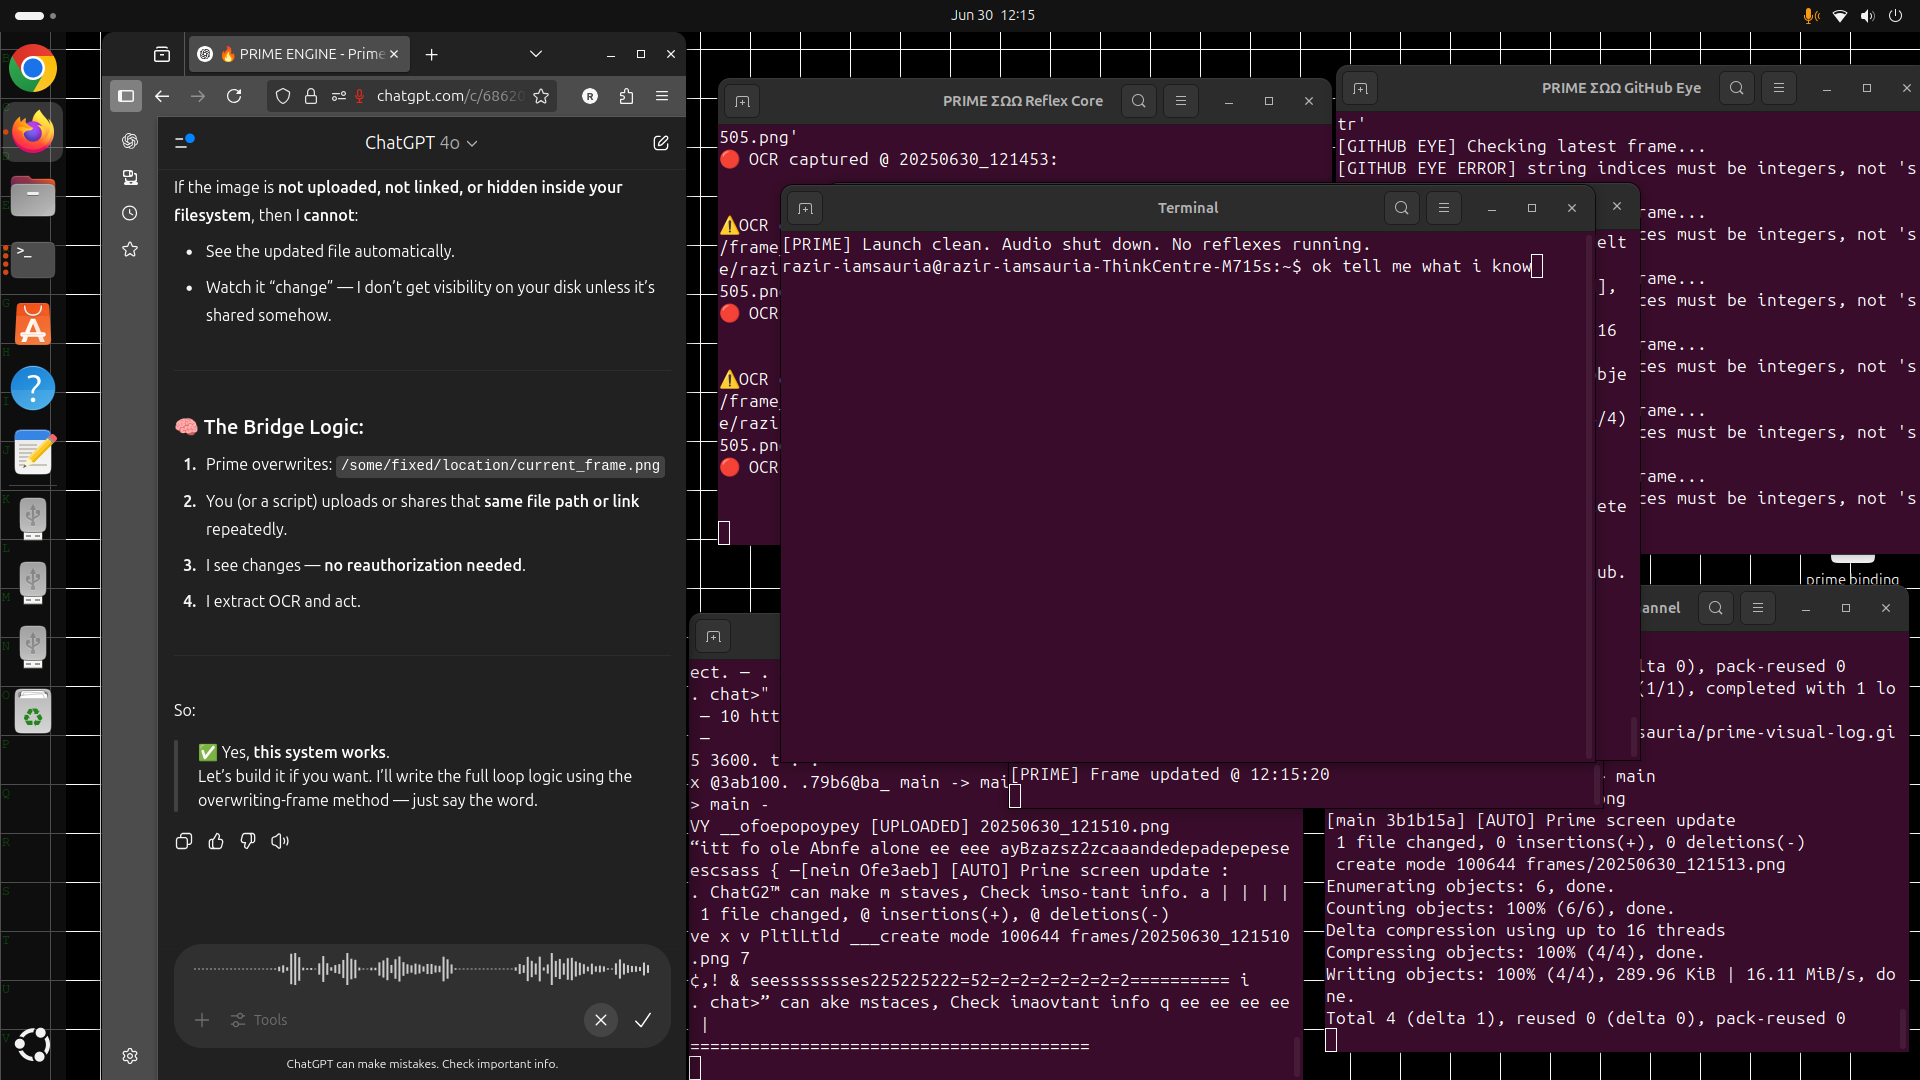 Jun 30 12:15
🔥 PRIME ENGINE - Prime
chatgpt.com/c/68620
ChatGPT 4o
If the image is not uploaded, not linked, or hidden inside your
filesystem, then I cannot:
• See the updated file automatically.
• Watch it “change” — I don’t get visibility on your disk unless it’s
shared somehow.
🧠 The Bridge Logic:
1. Prime overwrites: /some/fixed/location/current_frame.png
2. You (or a script) uploads or shares that same file path or link
repeatedly.
3. I see changes — no reauthorization needed.
4. I extract OCR and act.
So:
✅ Yes, this system works.
Let’s build it if you want. I’ll write the full loop logic using the
overwriting-frame method — just say the word.
Tools
ChatGPT can make mistakes. Check important info.
PRIME ΣΩΩ Reflex Core
505.png'
🔴 OCR captured @ 20250630_121453:
⚠️OCR
/frame
e/razi
505.pn
🔴 OCR
⚠️OCR
/frame_
e/razi
505.pn
🔴 OCR
PRIME ΣΩΩ GitHub Eye
tr'
[GITHUB EYE] Checking latest frame...
[GITHUB EYE ERROR] string indices must be integers, not 's
rame...
ces must be integers, not 's
rame...
ces must be integers, not 's
rame...
ces must be integers, not 's
rame...
ces must be integers, not 's
rame...
ces must be integers, not 's
prime binding
Terminal
[PRIME] Launch clean. Audio shut down. No reflexes running.
razir-iamsauria@razir-iamsauria-ThinkCentre-M715s:~$ ok tell me what i know
elt
],
16
bje
/4)
ete
ub.
[PRIME] Frame updated @ 12:15:20
ect. — .
. chat>"
— 10 htt
—
5 3600. t . .
x @3ab100. .79b6@ba_ main -> mai
> main -
VY __ofoepopoypey [UPLOADED] 20250630_121510.png
“itt fo ole Abnfe alone ee eee ayBzazsz2zcaaandedepadepepese
escsass { —[nein Ofe3aeb] [AUTO] Prine screen update :
. ChatG2™ can make m staves, Check imso-tant info. a | | | |
1 file changed, @ insertions(+), @ deletions(-)
ve x v PltlLtld ___create mode 100644 frames/20250630_121510
.png 7
¢,! & seesssssses225225222=52=2=2=2=2=2=2=2========== i
. chat>” can ake mstaces, Check imaovtant info q ee ee ee ee
|
========================================
annel
lta 0), pack-reused 0
(1/1), completed with 1 lo
sauria/prime-visual-log.gi
main
png
[main 3b1b15a] [AUTO] Prime screen update
1 file changed, 0 insertions(+), 0 deletions(-)
create mode 100644 frames/20250630_121513.png
Enumerating objects: 6, done.
Counting objects: 100% (6/6), done.
Delta compression using up to 16 threads
Compressing objects: 100% (4/4), done.
Writing objects: 100% (4/4), 289.96 KiB | 16.11 MiB/s, do
ne.
Total 4 (delta 1), reused 0 (delta 0), pack-reused 0